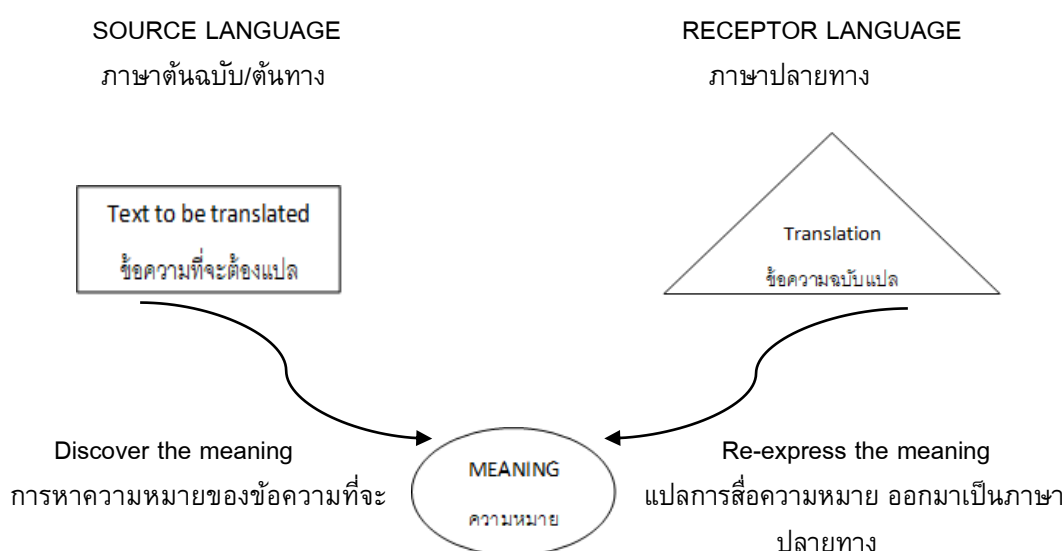 SOURCE LANGUAGE
ภาษาต้นฉบับ/ต้นทาง
RECEPTOR LANGUAGE
ภาษาปลายทาง
Text to be translated
ข้อความที่จะต้องแปล
Translation
ข้อความฉบับแปล
Discover the meaning
การหาความหมายของข้อความที่จะ
MEANING
ความหมาย
Re-express the meaning
แปลการสื่อความหมาย ออกมาเป็นภาษา
ปลายทาง